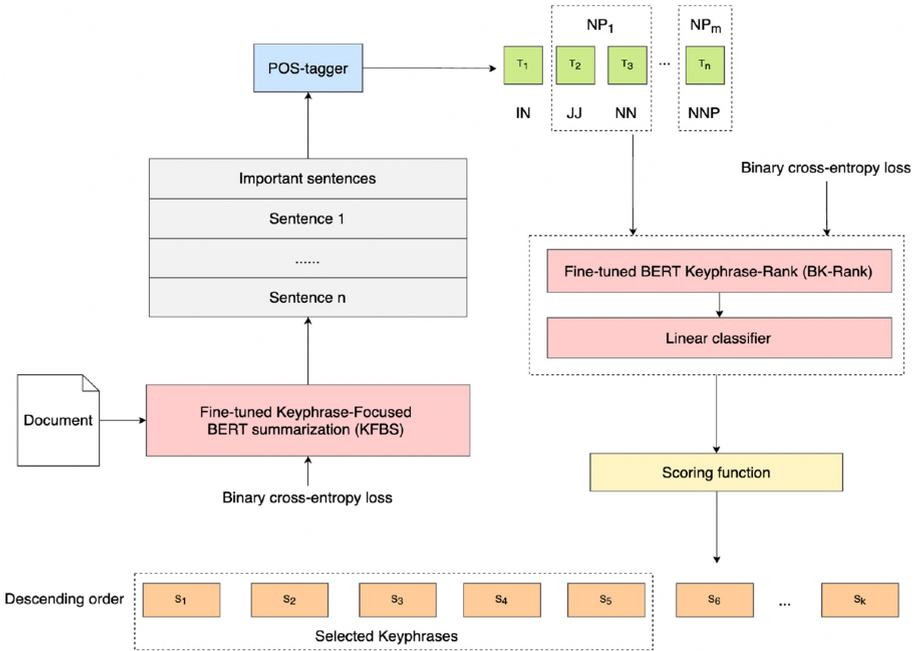 NP1
NPm
POS-tagger
T1
T2
T3
...
Tn
IN
JJ
NN
NNP
Important sentences
Sentence 1
......
Sentence n
Binary cross-entropy loss
Fine-tuned BERT Keyphrase-Rank (BK-Rank)
Linear classifier
Document
Fine-tuned Keyphrase-Focused
BERT summarization (KFBS)
Binary cross-entropy loss
Scoring function
Descending order
S1
S2
S3
S4
S5
S6
...
Sk
Selected Keyphrases